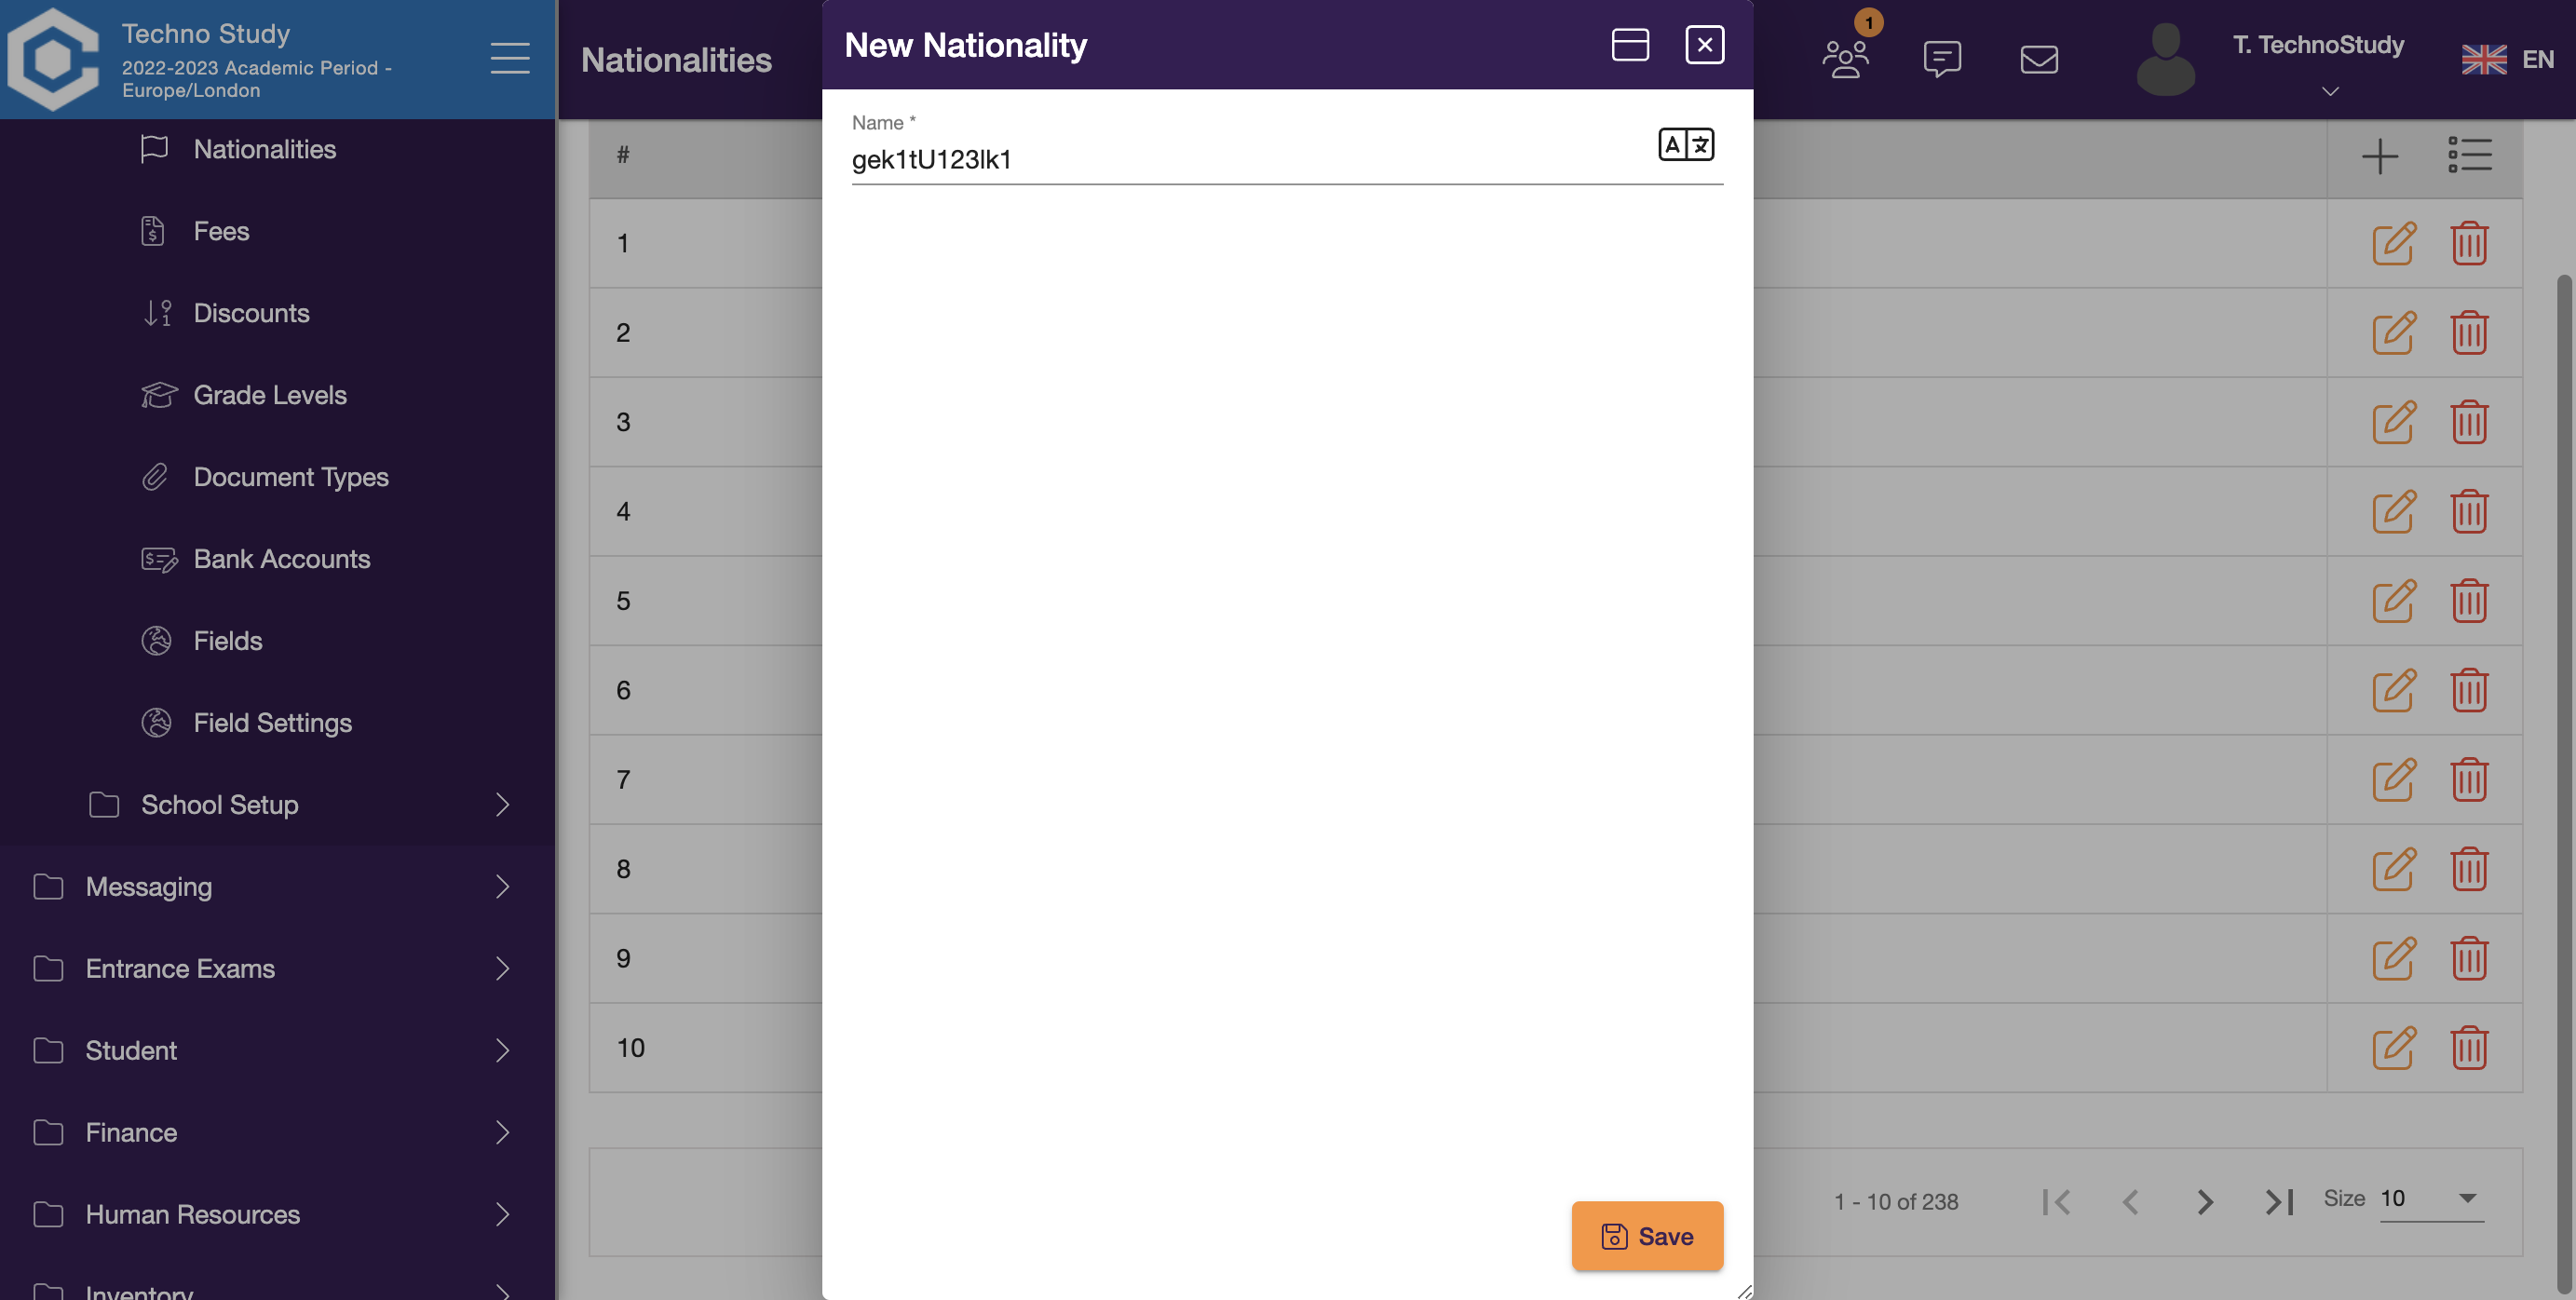 Techno Study
2022-2023 Academic Period -
Europe/London
Nationalities
Fees
Discounts
Grade Levels
Document Types
Bank Accounts
Fields
Field Settings
School Setup
Messaging
Entrance Exams
Student
Finance
Human Resources
Inventory
Nationalities
1
T. TechnoStudy
EN
#
1
2
3
4
5
6
7
8
9
10
1 - 10 of 238
Size 10
New Nationality
Name *
gek1tU123lk1
Save